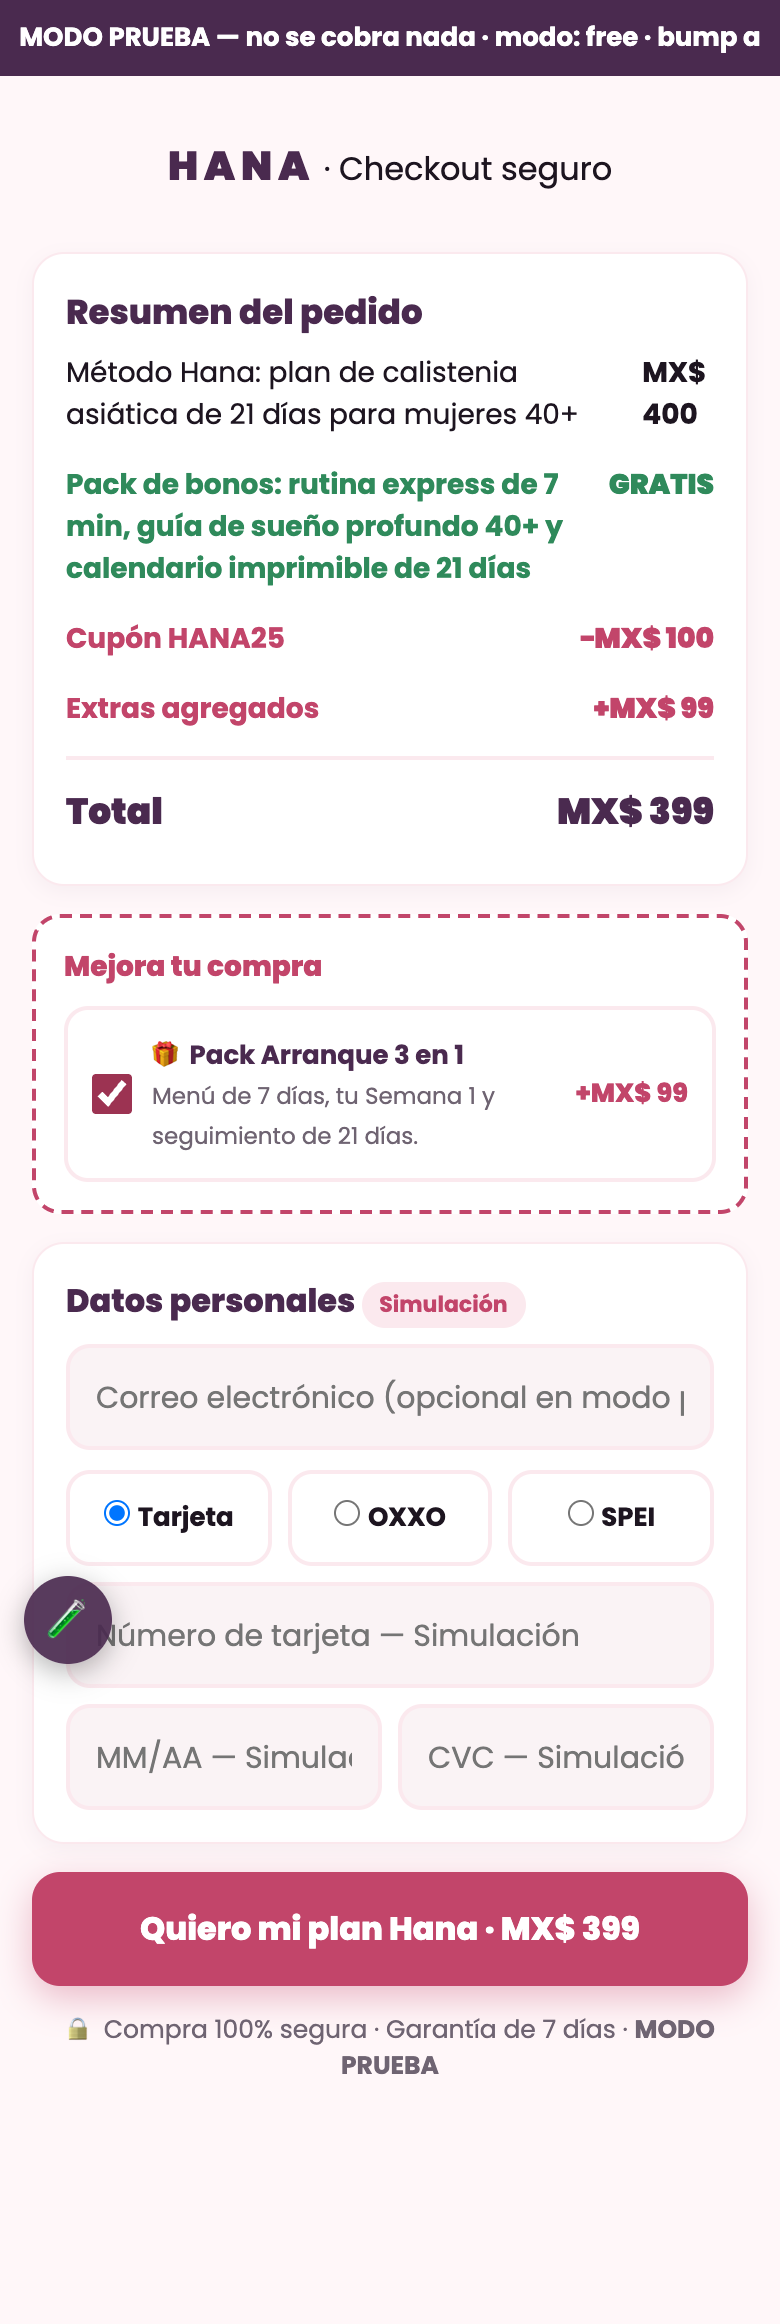 MODO PRUEBA — no se cobra nada · modo: free · bump a
HANA · Checkout seguro
Resumen del pedido
Método Hana: plan de calistenia
asiática de 21 días para mujeres 40+
MX$
400
Pack de bonos: rutina express de 7
min, guía de sueño profundo 40+ y
calendario imprimible de 21 días
GRATIS
Cupón HANA25 −MX$ 100
Extras agregados +MX$ 99
Total MX$ 399
Mejora tu compra
🎁 Pack Arranque 3 en 1
Menú de 7 días, tu Semana 1 y
seguimiento de 21 días.
+MX$ 99
Datos personales Simulación
Correo electrónico (opcional en modo
Tarjeta OXXO SPEI
Número de tarjeta — Simulación
MM/AA — Simula CVC — Simulació
Quiero mi plan Hana · MX$ 399
🔒 Compra 100% segura · Garantía de 7 días · MODO
PRUEBA